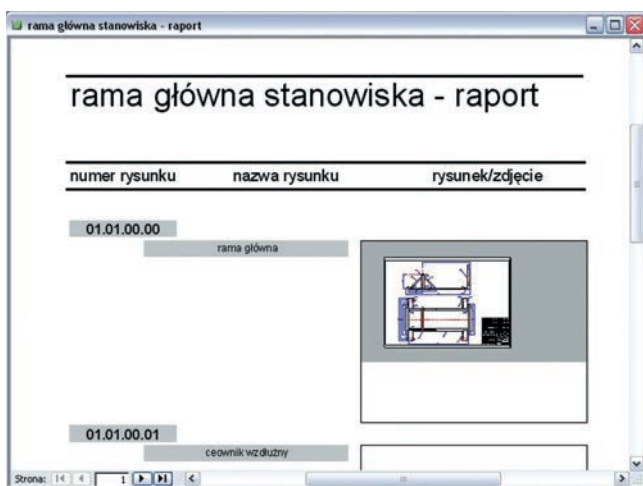 rama główna stanowiska - raport
rama główna stanowiska - raport
numer rysunku nazwa rysunku rysunek/zdjęcie
01.01.00.00
rama główna
01.01.00.01
ceownik wzdłużny
Strona: 1